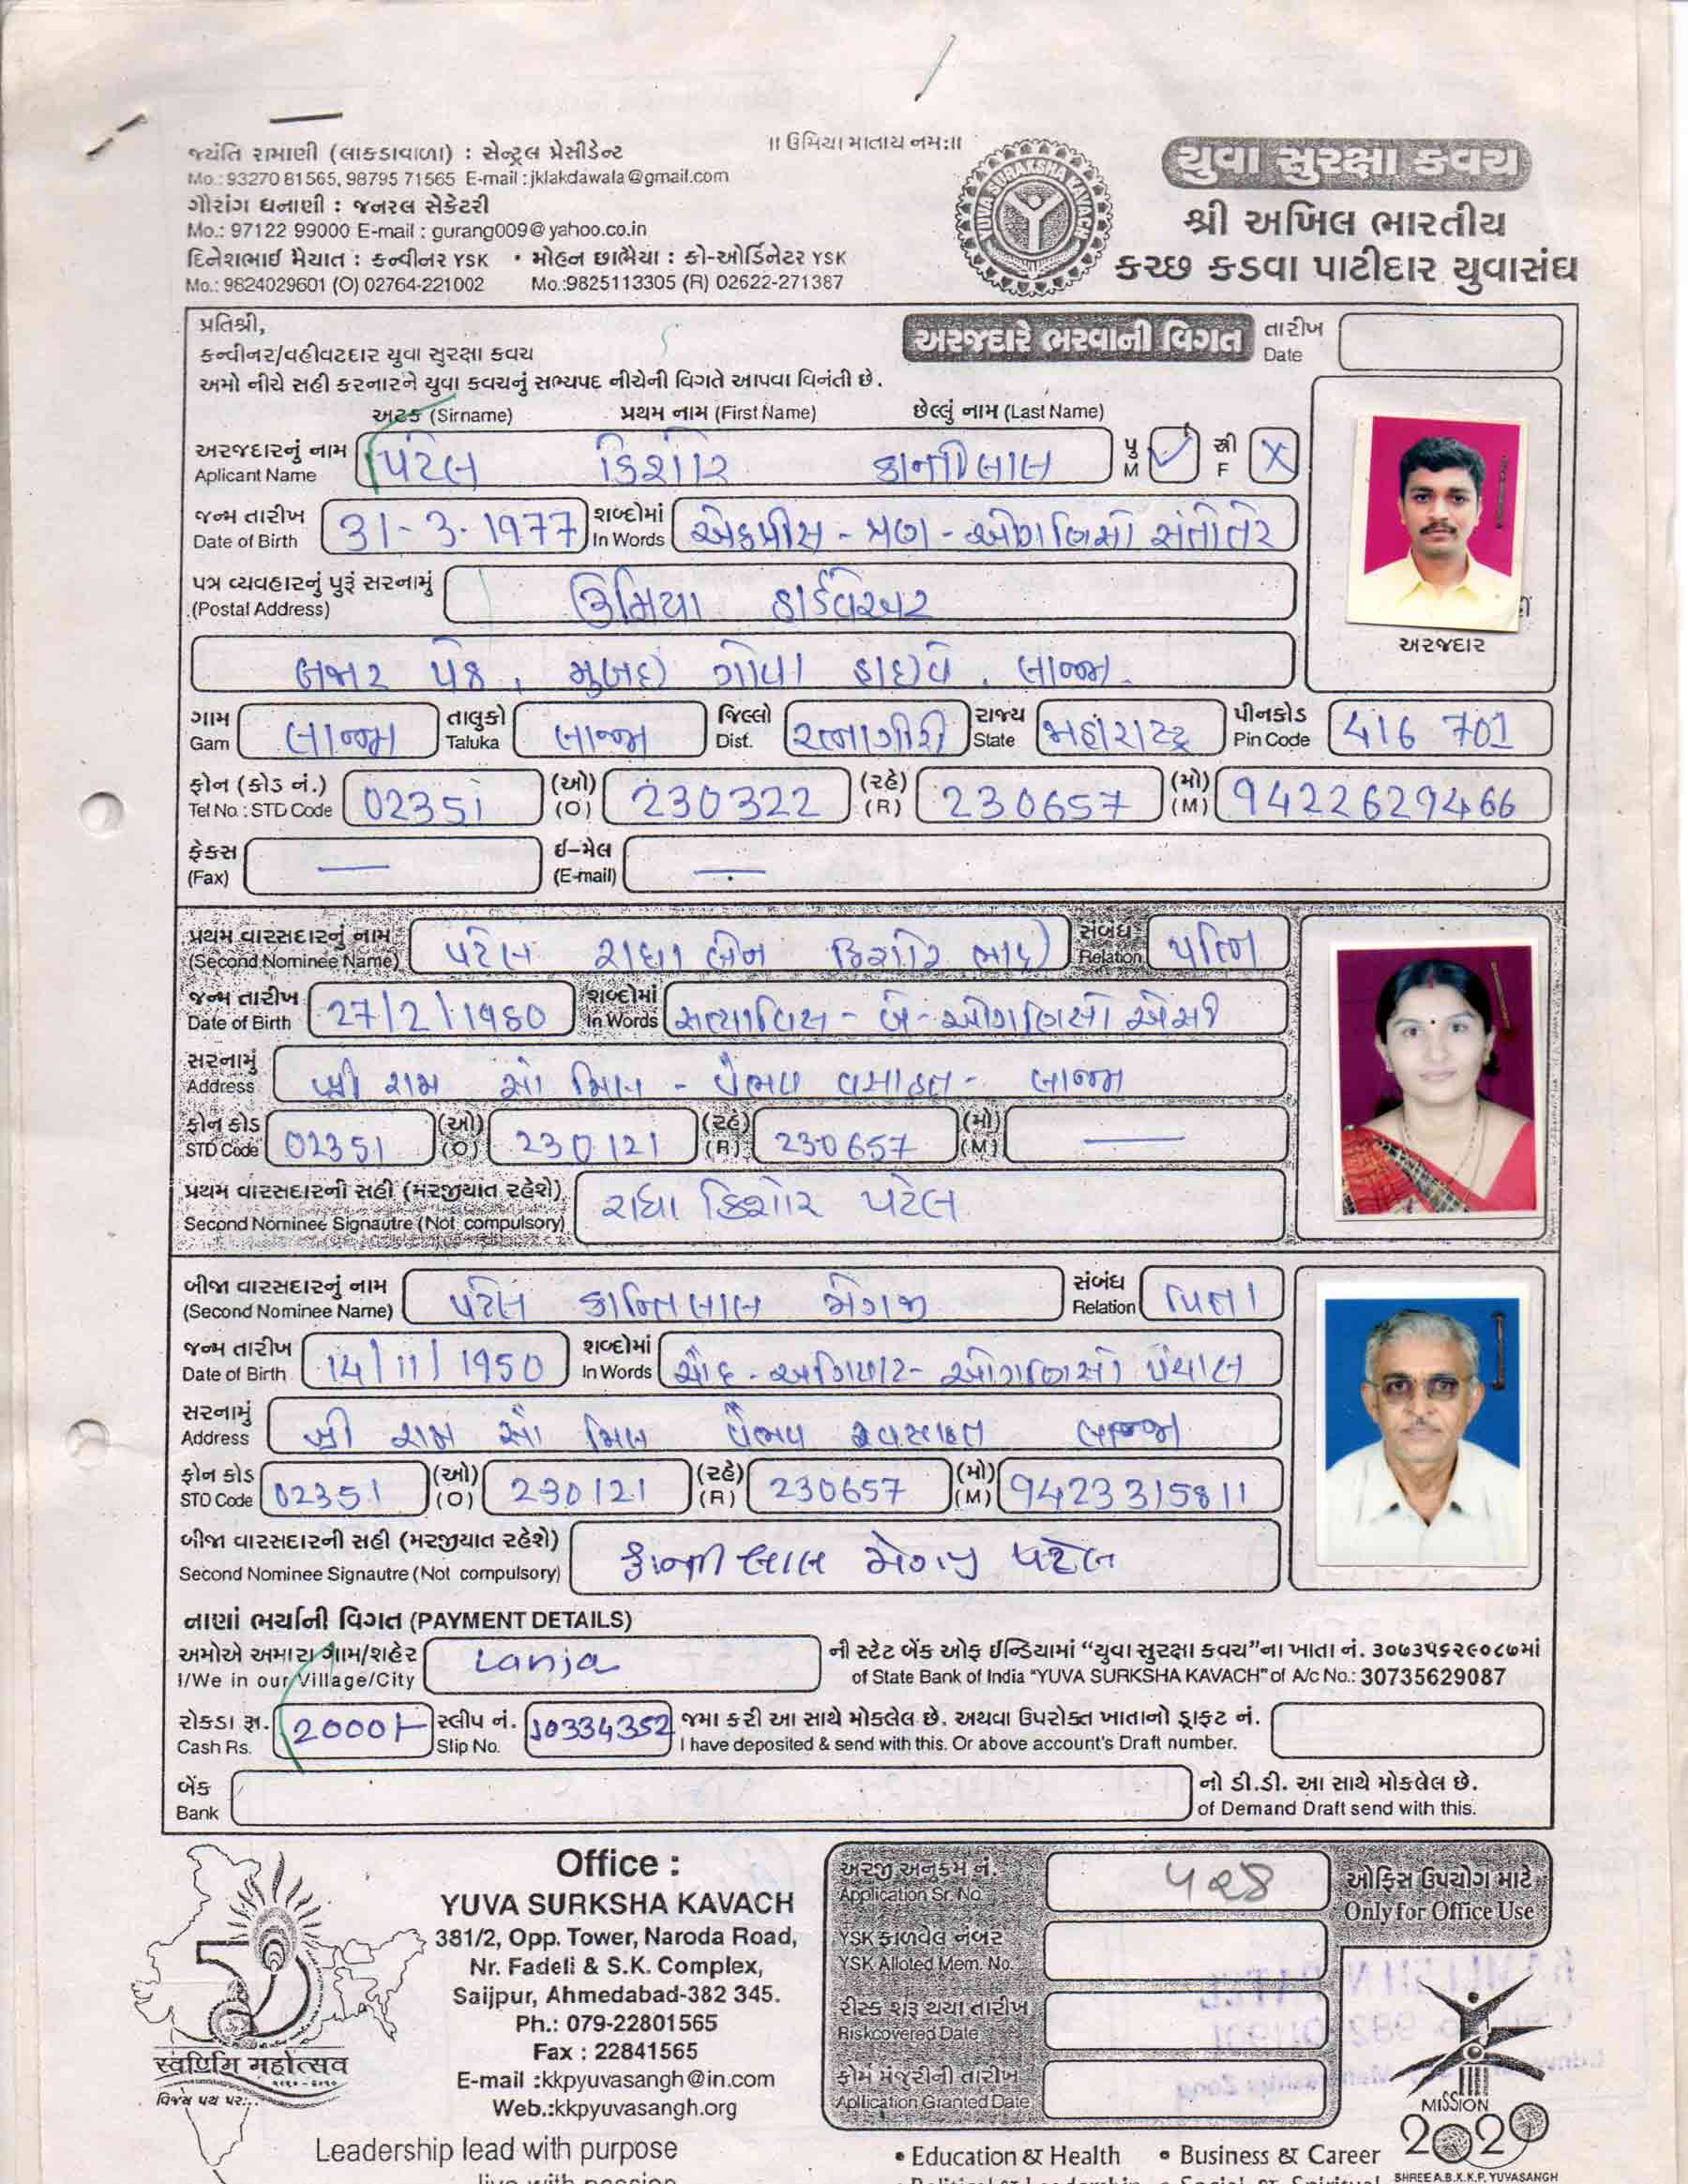 ॥ ઉમિયા માતાય નમઃ॥
જયંતિ રામાણી (લાકડાવાળા) : સેન્ટ્રલ પ્રેસીડેન્ટ
Mo.: 93270 81565, 98795 71565 E-mail : jklakdawala@gmail.com
ગૌરાંગ ધનાણી : જનરલ સેક્રેટરી
Mo.: 97122 99000 E-mail : gurang009@yahoo.co.in
દિનેશભાઈ મૈયાત : કન્વીનર YSK • મોહન છાભૈયા : કો-ઓર્ડિનેટર YSK
Mo.: 9824029601 (O) 02764-221002 Mo.:9825113305 (R) 02622-271387
YUVA SURAKSHA KAVACH
યુવા સુરક્ષા કવચ
શ્રી અખિલ ભારતીય
કચ્છ કડવા પાટીદાર યુવાસંઘ
પ્રતિશ્રી,
કન્વીનર/વહીવટદાર યુવા સુરક્ષા કવચ
અમો નીચે સહી કરનારને યુવા કવચનું સભ્યપદ નીચેની વિગતે આપવા વિનંતી છે.
અરજદારે ભરવાની વિગત
તારીખ
Date
અટક (Sirname) પ્રથમ નામ (First Name) છેલ્લું નામ (Last Name)
અરજદારનું નામ પટેલ કિશોર કાન્તીલાલ પુ ✓ સ્ત્રી X
Aplicant Name M F
જન્મ તારીખ 31-3-1977 શબ્દોમાં એકત્રીસ - ત્રણ - ઓગણિસો સંતોતેર
Date of Birth In Words
પત્ર વ્યવહારનું પુરૂં સરનામું ઉમિયા હાર્ડવેઅર
(Postal Address)
બજાર પેઠ, મુંબઇ ગોવા હાઇવે, લાન્જા.
અરજદાર
ગામ લાન્જા તાલુકો લાન્જા જિલ્લો રત્નાગીરી રાજ્ય મહારાષ્ટ્ર પીનકોડ 416 701
Gam Taluka Dist. State Pin Code
ફોન (કોડ નં.) 02351 (ઓ) 230322 (રહે) 230657 (મો) 9422629466
Tel No.: STD Code (O) (R) (M)
ફેક્સ — ઈ-મેલ —
(Fax) (E-mail)
પ્રથમ વારસદારનું નામ પટેલ રાધા બેન કિશોર ભાઇ સંબંધ પત્નિ
(Second Nominee Name) Relation
જન્મ તારીખ 27/2/1980 શબ્દોમાં સત્યાવિસ - બે - ઓગણિસો એંસી
Date of Birth In Words
સરનામું શ્રી રામ સો મિલ - વૈભવ વસાહત - લાન્જા
Address
ફોન કોડ 02351 (ઓ) 230121 (રહે) 230657 (મો) —
STD Code (O) (R) (M)
પ્રથમ વારસદારની સહી (મરજીયાત રહેશે) રાધા કિશોર પટેલ
Second Nominee Signautre (Not compulsory)
બીજા વારસદારનું નામ પટેલ કાન્તિલાલ મેગજી સંબંધ પિતા
(Second Nominee Name) Relation
જન્મ તારીખ 14/11/1950 શબ્દોમાં ચૌદ - અગિયાર - ઓગણિસો પંચાસ
Date of Birth In Words
સરનામું શ્રી રામ સો મિલ વૈભવ વસાહત લાન્જા
Address
ફોન કોડ 02351 (ઓ) 230121 (રહે) 230657 (મો) 9423315811
STD Code (O) (R) (M)
બીજા વારસદારની સહી (મરજીયાત રહેશે) કાન્તીલાલ મેગજી પટેલ
Second Nominee Signautre (Not compulsory)
નાણાં ભર્યાની વિગત (PAYMENT DETAILS)
અમોએ અમારા ગામ/શહેર Lanja ની સ્ટેટ બેંક ઓફ ઈન્ડિયામાં “યુવા સુરક્ષા કવચ”ના ખાતા નં. ૩૦૭૩૫૬૨૯૦૮૭માં
I/We in our Village/City of State Bank of India "YUVA SURKSHA KAVACH" of A/c No.: 30735629087
રોકડા રૂા. 2000/- સ્લીપ નં. 10334352 જમા કરી આ સાથે મોકલેલ છે. અથવા ઉપરોક્ત ખાતાનો ડ્રાફ્ટ નં.
Cash Rs. Slip No. I have deposited & send with this. Or above account's Draft number.
બેંક નો ડી.ડી. આ સાથે મોકલેલ છે.
Bank of Demand Draft send with this.
50
स्वर्णिम महोत्सव
વિજય પથ પર...
Office :
YUVA SURKSHA KAVACH
381/2, Opp. Tower, Naroda Road,
Nr. Fadeli & S.K. Complex,
Saijpur, Ahmedabad-382 345.
Ph.: 079-22801565
Fax : 22841565
E-mail :kkpyuvasangh@in.com
Web.:kkpyuvasangh.org
અરજી અનુક્રમ નં. ૫૨૪
Application Sr. No.
YSK ફાળવેલ નંબર
YSK Alloted Mem. No.
રીસ્ક શરૂ થયા તારીખ
Riskcovered Date
ફોર્મ મંજુરીની તારીખ
Apllication Granted Date
ઓફિસ ઉપયોગ માટે
Only for Office Use
MISSION
2020
SHREE A.B.K.K.P. YUVASANGH
Leadership lead with purpose
live with passion
• Education & Health • Business & Career